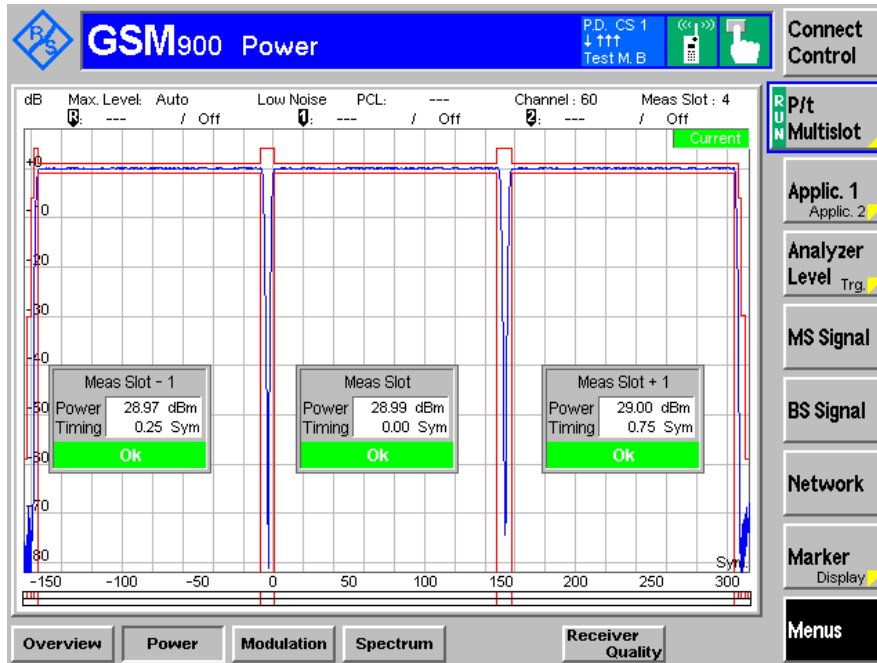 R&S
GSM900 Power
P.D. CS 1
↓ ↑↑↑
Test M. B
Connect Control
dB Max. Level: Auto Low Noise PCL: --- Channel : 60 Meas Slot : 4
R: --- / Off 1: --- / Off 2: --- / Off
Current
RUN
P/t Multislot
Applic. 1
Applic. 2
Analyzer Level Trg.
MS Signal
BS Signal
Network
Marker
Display
Menus
+0
-10
-20
-30
-40
-50
-60
-70
-80
Meas Slot - 1
Power 28.97 dBm
Timing 0.25 Sym
Ok
Meas Slot
Power 28.99 dBm
Timing 0.00 Sym
Ok
Meas Slot + 1
Power 29.00 dBm
Timing 0.75 Sym
Ok
Sym.
-150 -100 -50 0 50 100 150 200 250 300
Overview Power Modulation Spectrum Receiver Quality